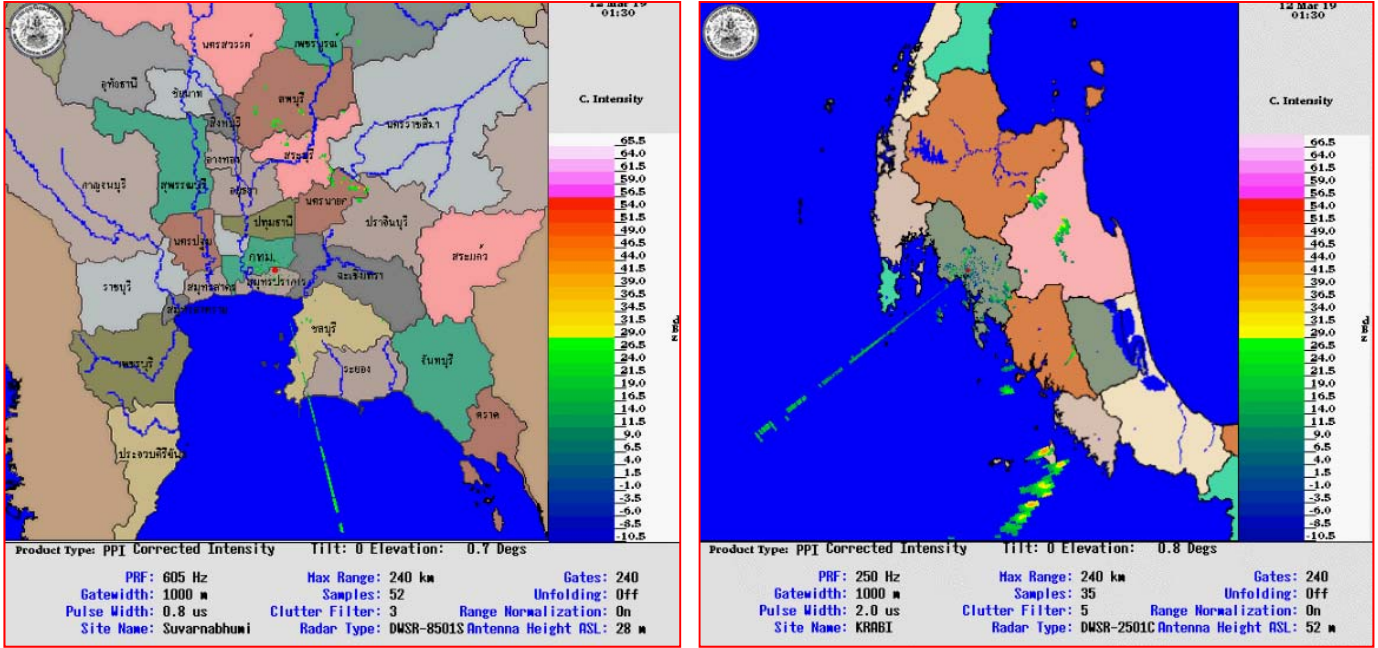 12 Mar 19
01:30
C. Intensity
65.5
64.0
61.5
59.0
56.5
54.0
51.5
49.0
46.5
44.0
41.5
39.0
36.5
34.0
31.5
29.0
26.5
24.0
21.5
19.0
16.5
14.0
11.5
9.0
6.5
4.0
1.5
-1.0
-3.5
-6.0
-8.5
-10.5
นครสวรรค์
เพชรบูรณ์
อุทัยธานี
ชัยนาท
ลพบุรี
สิงห์บุรี
นครราชสีมา
อ่างทอง
สระบุรี
กาญจนบุรี
สุพรรณบุรี
อยุธยา
นครนายก
ปทุมธานี
ปราจีนบุรี
นครปฐม
กทม.
สระแก้ว
ฉะเชิงเทรา
ราชบุรี
สมุทรสาคร
สมุทรปราการ
ชลบุรี
เพชรบุรี
ระยอง
จันทบุรี
ตราด
ประจวบคีรีขันธ์
Product Type: PPI Corrected Intensity Tilt: 0 Elevation: 0.7 Degs
PRF: 605 Hz Max Range: 240 km Gates: 240
Gatewidth: 1000 m Samples: 52 Unfolding: Off
Pulse Width: 0.8 us Clutter Filter: 3 Range Normalization: On
Site Name: Suvarnabhumi Radar Type: DWSR-8501S Antenna Height ASL: 28 m
12 Mar 19
01:30
C. Intensity
66.5
64.0
61.5
59.0
56.5
54.0
51.5
49.0
46.5
44.0
41.5
39.0
36.5
34.0
31.5
29.0
26.5
24.0
21.5
19.0
16.5
14.0
11.5
9.0
6.5
4.0
1.5
-1.0
-3.5
-6.0
-8.5
-10.5
Product Type: PPI Corrected Intensity Tilt: 0 Elevation: 0.8 Degs
PRF: 250 Hz Max Range: 240 km Gates: 240
Gatewidth: 1000 m Samples: 35 Unfolding: Off
Pulse Width: 2.0 us Clutter Filter: 5 Range Normalization: On
Site Name: KRABI Radar Type: DWSR-2501C Antenna Height ASL: 52 m